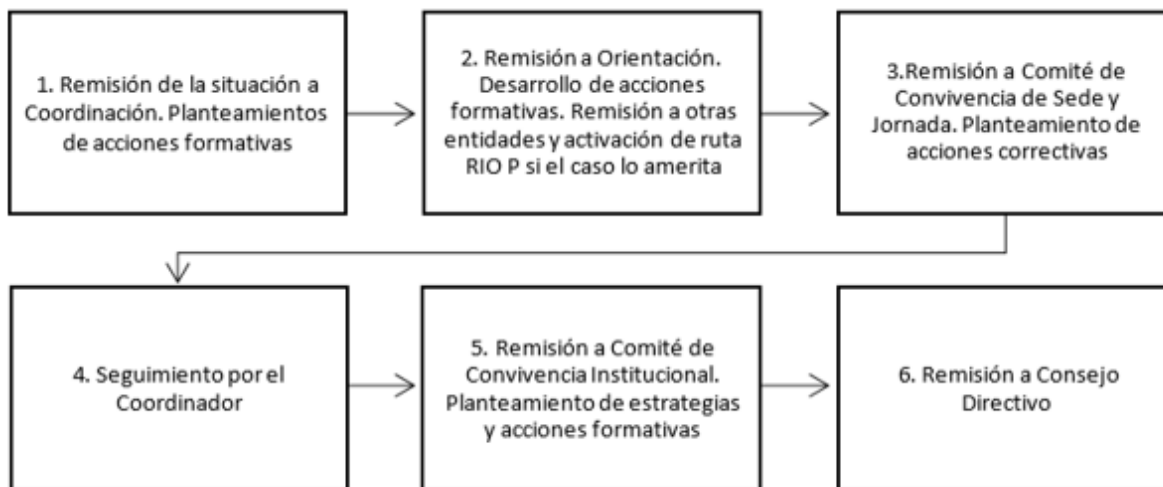 1. Remisión de la situación a
Coordinación. Planteamientos
de acciones formativas
2. Remisión a Orientación.
Desarrollo de acciones
formativas. Remisión a otras
entidades y activación de ruta
RIO P si el caso lo amerita
3.Remisión a Comité de
Convivencia de Sede y
Jornada. Planteamiento de
acciones correctivas
4. Seguimiento por el
Coordinador
5. Remisión a Comité de
Convivencia Institucional.
Planteamiento de estrategias
y acciones formativas
6. Remisión a Consejo
Directivo